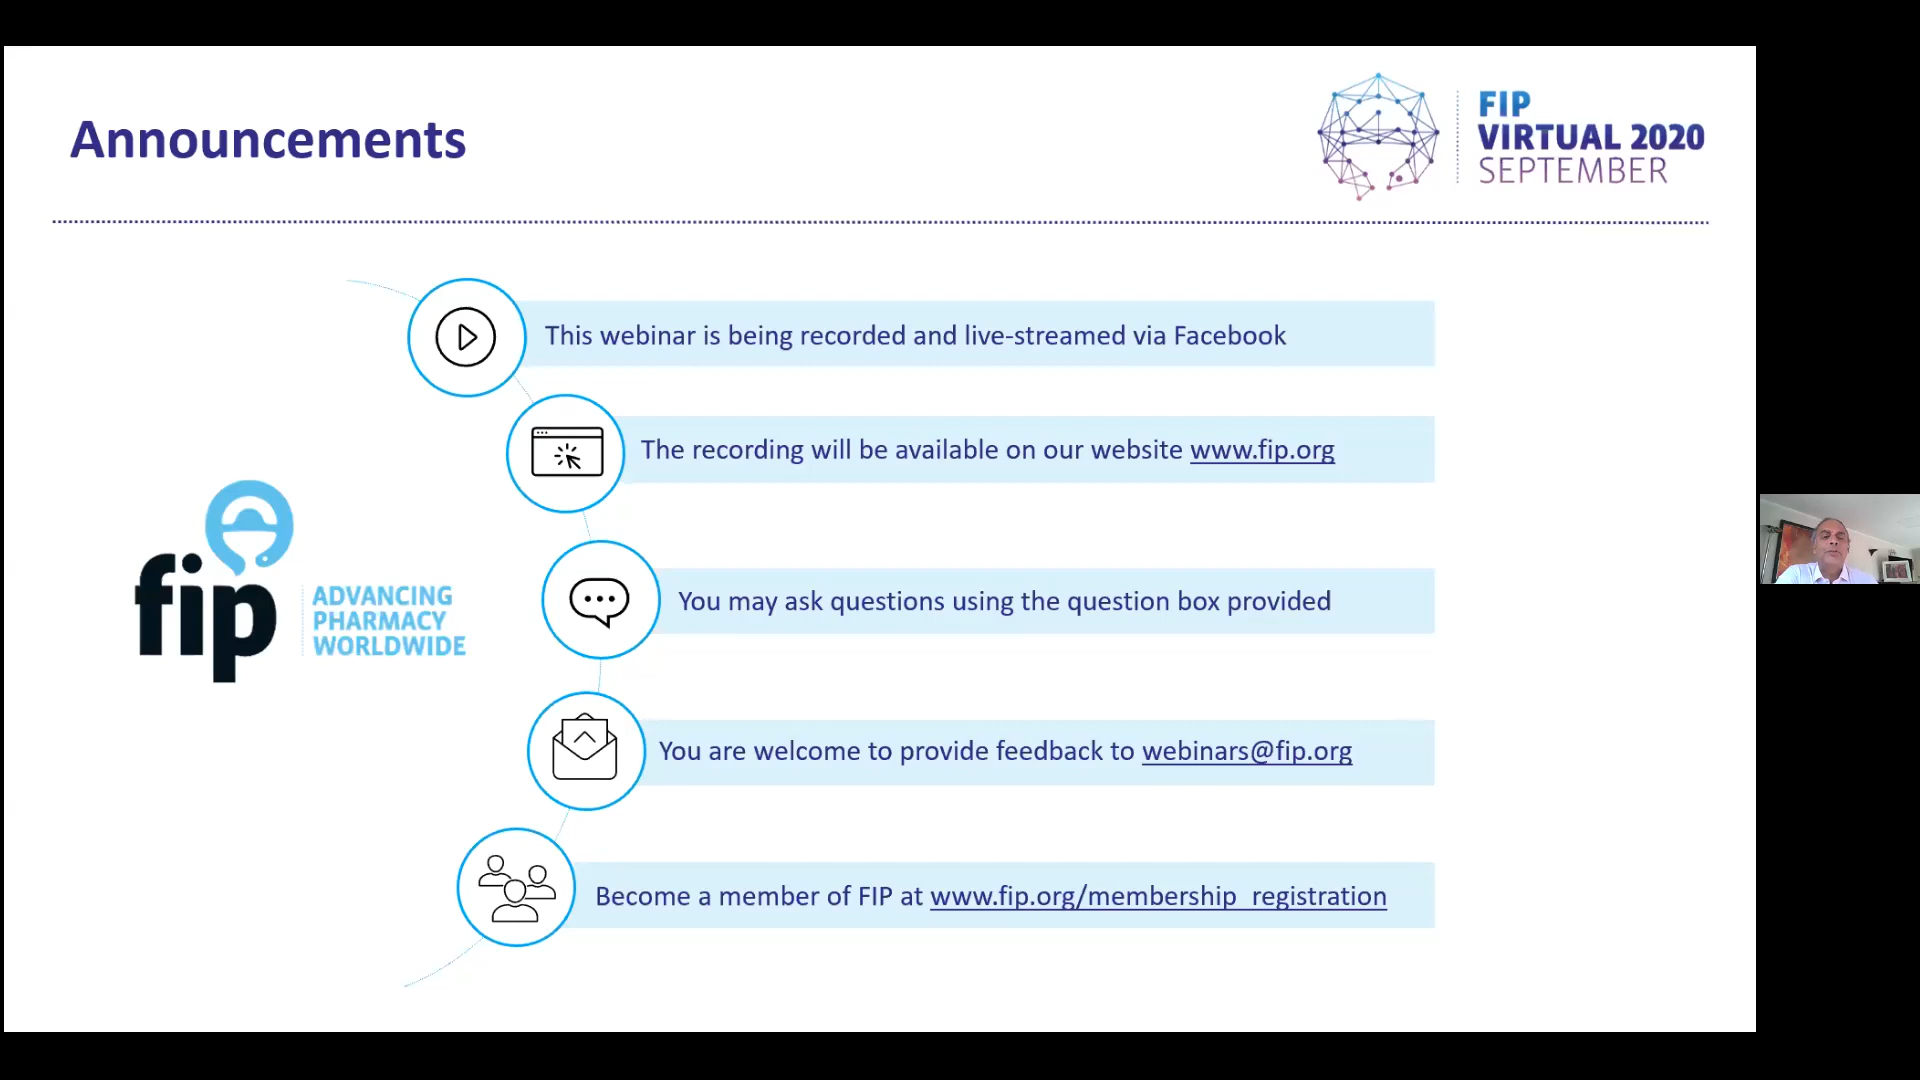 Announcements
FIP
VIRTUAL 2020
SEPTEMBER
This webinar is being recorded and live-streamed via Facebook
The recording will be available on our website www.fip.org
You may ask questions using the question box provided
You are welcome to provide feedback to webinars@fip.org
Become a member of FIP at www.fip.org/membership_registration
fip
ADVANCING
PHARMACY
WORLDWIDE